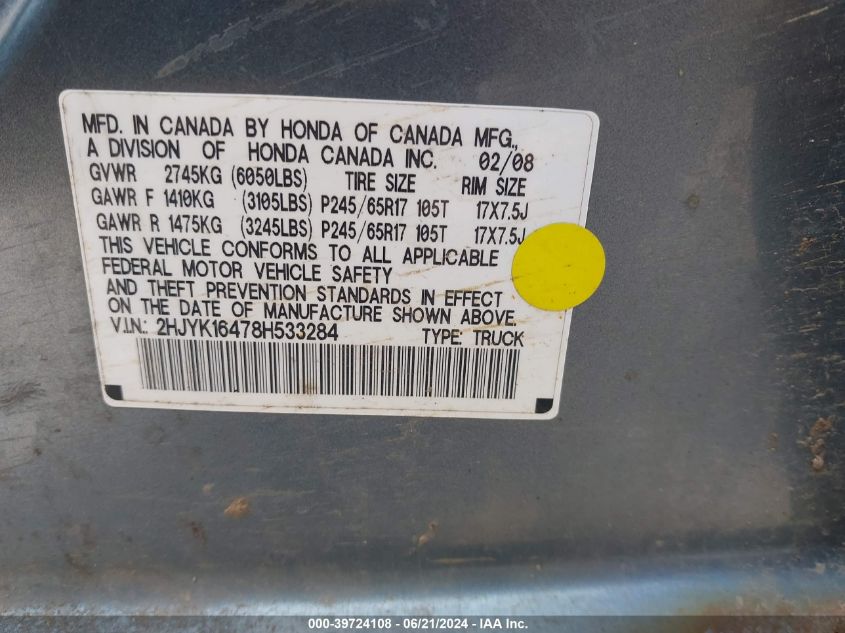 MFD. IN CANADA BY HONDA OF CANADA MFG.,
A DIVISION OF HONDA CANADA INC. 02/08
GVWR 2745KG (6050LBS) TIRE SIZE RIM SIZE
GAWR F 1410KG (3105LBS) P245/65R17 105T 17X7.5J
GAWR R 1475KG (3245LBS) P245/65R17 105T 17X7.5J
THIS VEHICLE CONFORMS TO ALL APPLICABLE
FEDERAL MOTOR VEHICLE SAFETY
AND THEFT PREVENTION STANDARDS IN EFFECT
ON THE DATE OF MANUFACTURE SHOWN ABOVE.
V.I.N.: 2HJYK16478H533284 TYPE: TRUCK
000-39724108 - 06/21/2024 - IAA Inc.